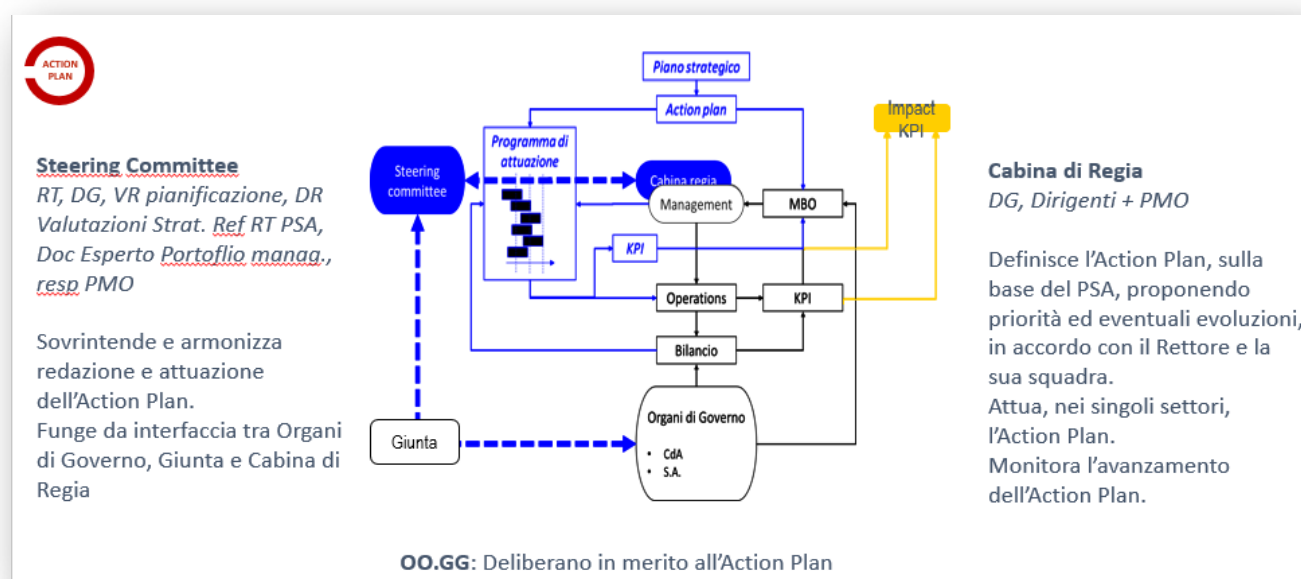 ACTION
PLAN
Steering Committee
RT, DG, VR pianificazione, DR
Valutazioni Strat. Ref RT PSA,
Doc Esperto Portoflio manag.,
resp PMO
Sovrintende e armonizza
redazione e attuazione
dell’Action Plan.
Funge da interfaccia tra Organi
di Governo, Giunta e Cabina di
Regia
Piano strategico
Action plan
Programma di
attuazione
Steering
committee
Cabina regia
Management
MBO
Impact
KPI
KPI
Operations
KPI
Bilancio
Giunta
Organi di Governo
• CdA
• S.A.
Cabina di Regia
DG, Dirigenti + PMO
Definisce l’Action Plan, sulla
base del PSA, proponendo
priorità ed eventuali evoluzioni,
in accordo con il Rettore e la
sua squadra.
Attua, nei singoli settori,
l’Action Plan.
Monitora l’avanzamento
dell’Action Plan.
OO.GG: Deliberano in merito all’Action Plan